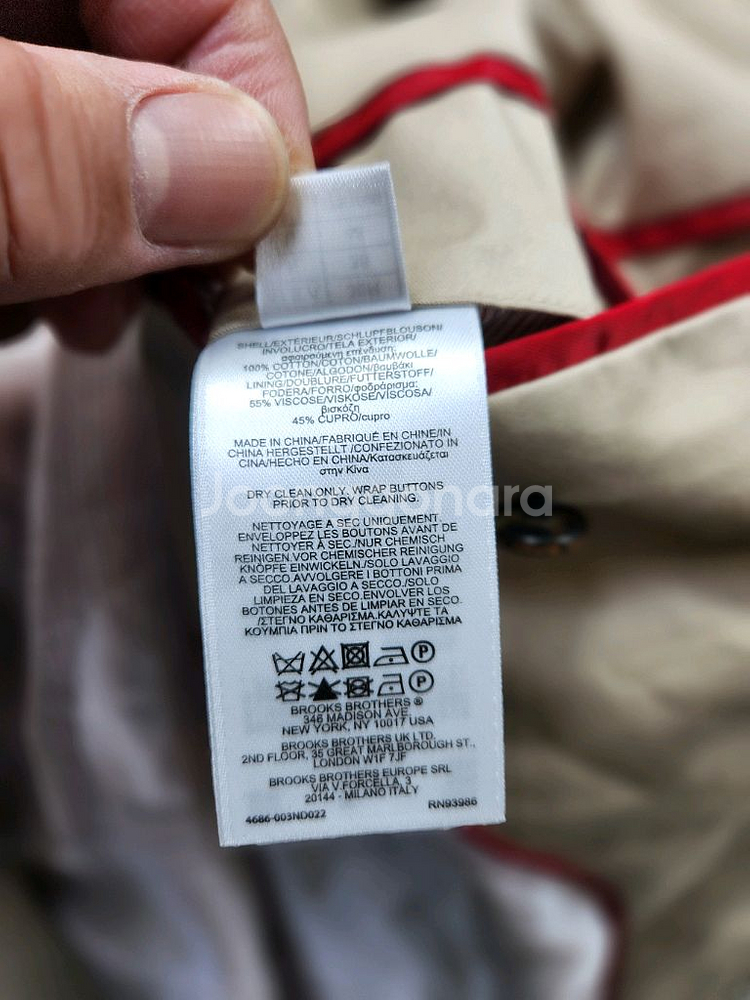 SHELL/EXTÉRIEUR/SCHLUPFBLOUSON/
INVOLUCRO/TELA EXTERIOR/
αφαιρούμενη επένδυση:
100% COTTON/COTON/BAUMWOLLE/
COTONE/ALGODON/βαμβάκι
LINING/DOUBLURE/FUTTERSTOFF/
FODERA/FORRO/φοδράρισμα:
55% VISCOSE/VISKOSE/VISCOSA/
βισκόζη
45% CUPRO/cupro
MADE IN CHINA/FABRIQUÉ EN CHINE/IN
CHINA HERGESTELLT /CONFEZIONATO IN
CINA/HECHO EN CHINA/Κατασκευάζεται
στην Κίνα
DRY CLEAN ONLY. WRAP BUTTONS
PRIOR TO DRY CLEANING.
NETTOYAGE A SEC UNIQUEMENT.
ENVELOPPEZ LES BOUTONS AVANT DE
NETTOYER À SEC./NUR CHEMISCH
REINIGEN.VOR CHEMISCHER REINIGUNG
KNÖPFE EINWICKELN./SOLO LAVAGGIO
A SECCO.AVVOLGERE I BOTTONI PRIMA
DEL LAVAGGIO A SECCO./SOLO
LIMPIEZA EN SECO.ENVOLVER LOS
BOTONES ANTES DE LIMPIAR EN SECO.
/ΣΤΕΓΝΟ ΚΑΘΑΡΙΣΜΑ.ΚΑΛΥΨΤΕ ΤΑ
ΚΟΥΜΠΙΑ ΠΡΙΝ ΤΟ ΣΤΕΓΝΟ ΚΑΘΑΡΙΣΜΑ
P
P
BROOKS BROTHERS ®
346 MADISON AVE.
NEW YORK, NY 10017 USA
BROOKS BROTHERS UK LTD.
2ND FLOOR, 35 GREAT MARLBOROUGH ST.,
LONDON W1F 7JF
BROOKS BROTHERS EUROPE SRL
VIA V.FORCELLA, 3
20144 - MILANO ITALY
4686-003ND022 RN93986